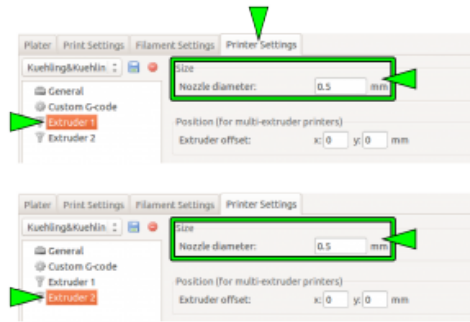 Plater Print Settings Filament Settings Printer Settings
Kuehling&Kuehlin
Size
Nozzle diameter: 0.5 mm
General
Custom G-code
Extruder 1
Position (for multi-extruder printers)
Extruder 2
Extruder offset: x: 0 y: 0 mm
Plater Print Settings Filament Settings Printer Settings
Kuehling&Kuehlin
Size
Nozzle diameter: 0.5 mm
General
Custom G-code
Extruder 1
Position (for multi-extruder printers)
Extruder 2
Extruder offset: x: 0 y: 0 mm